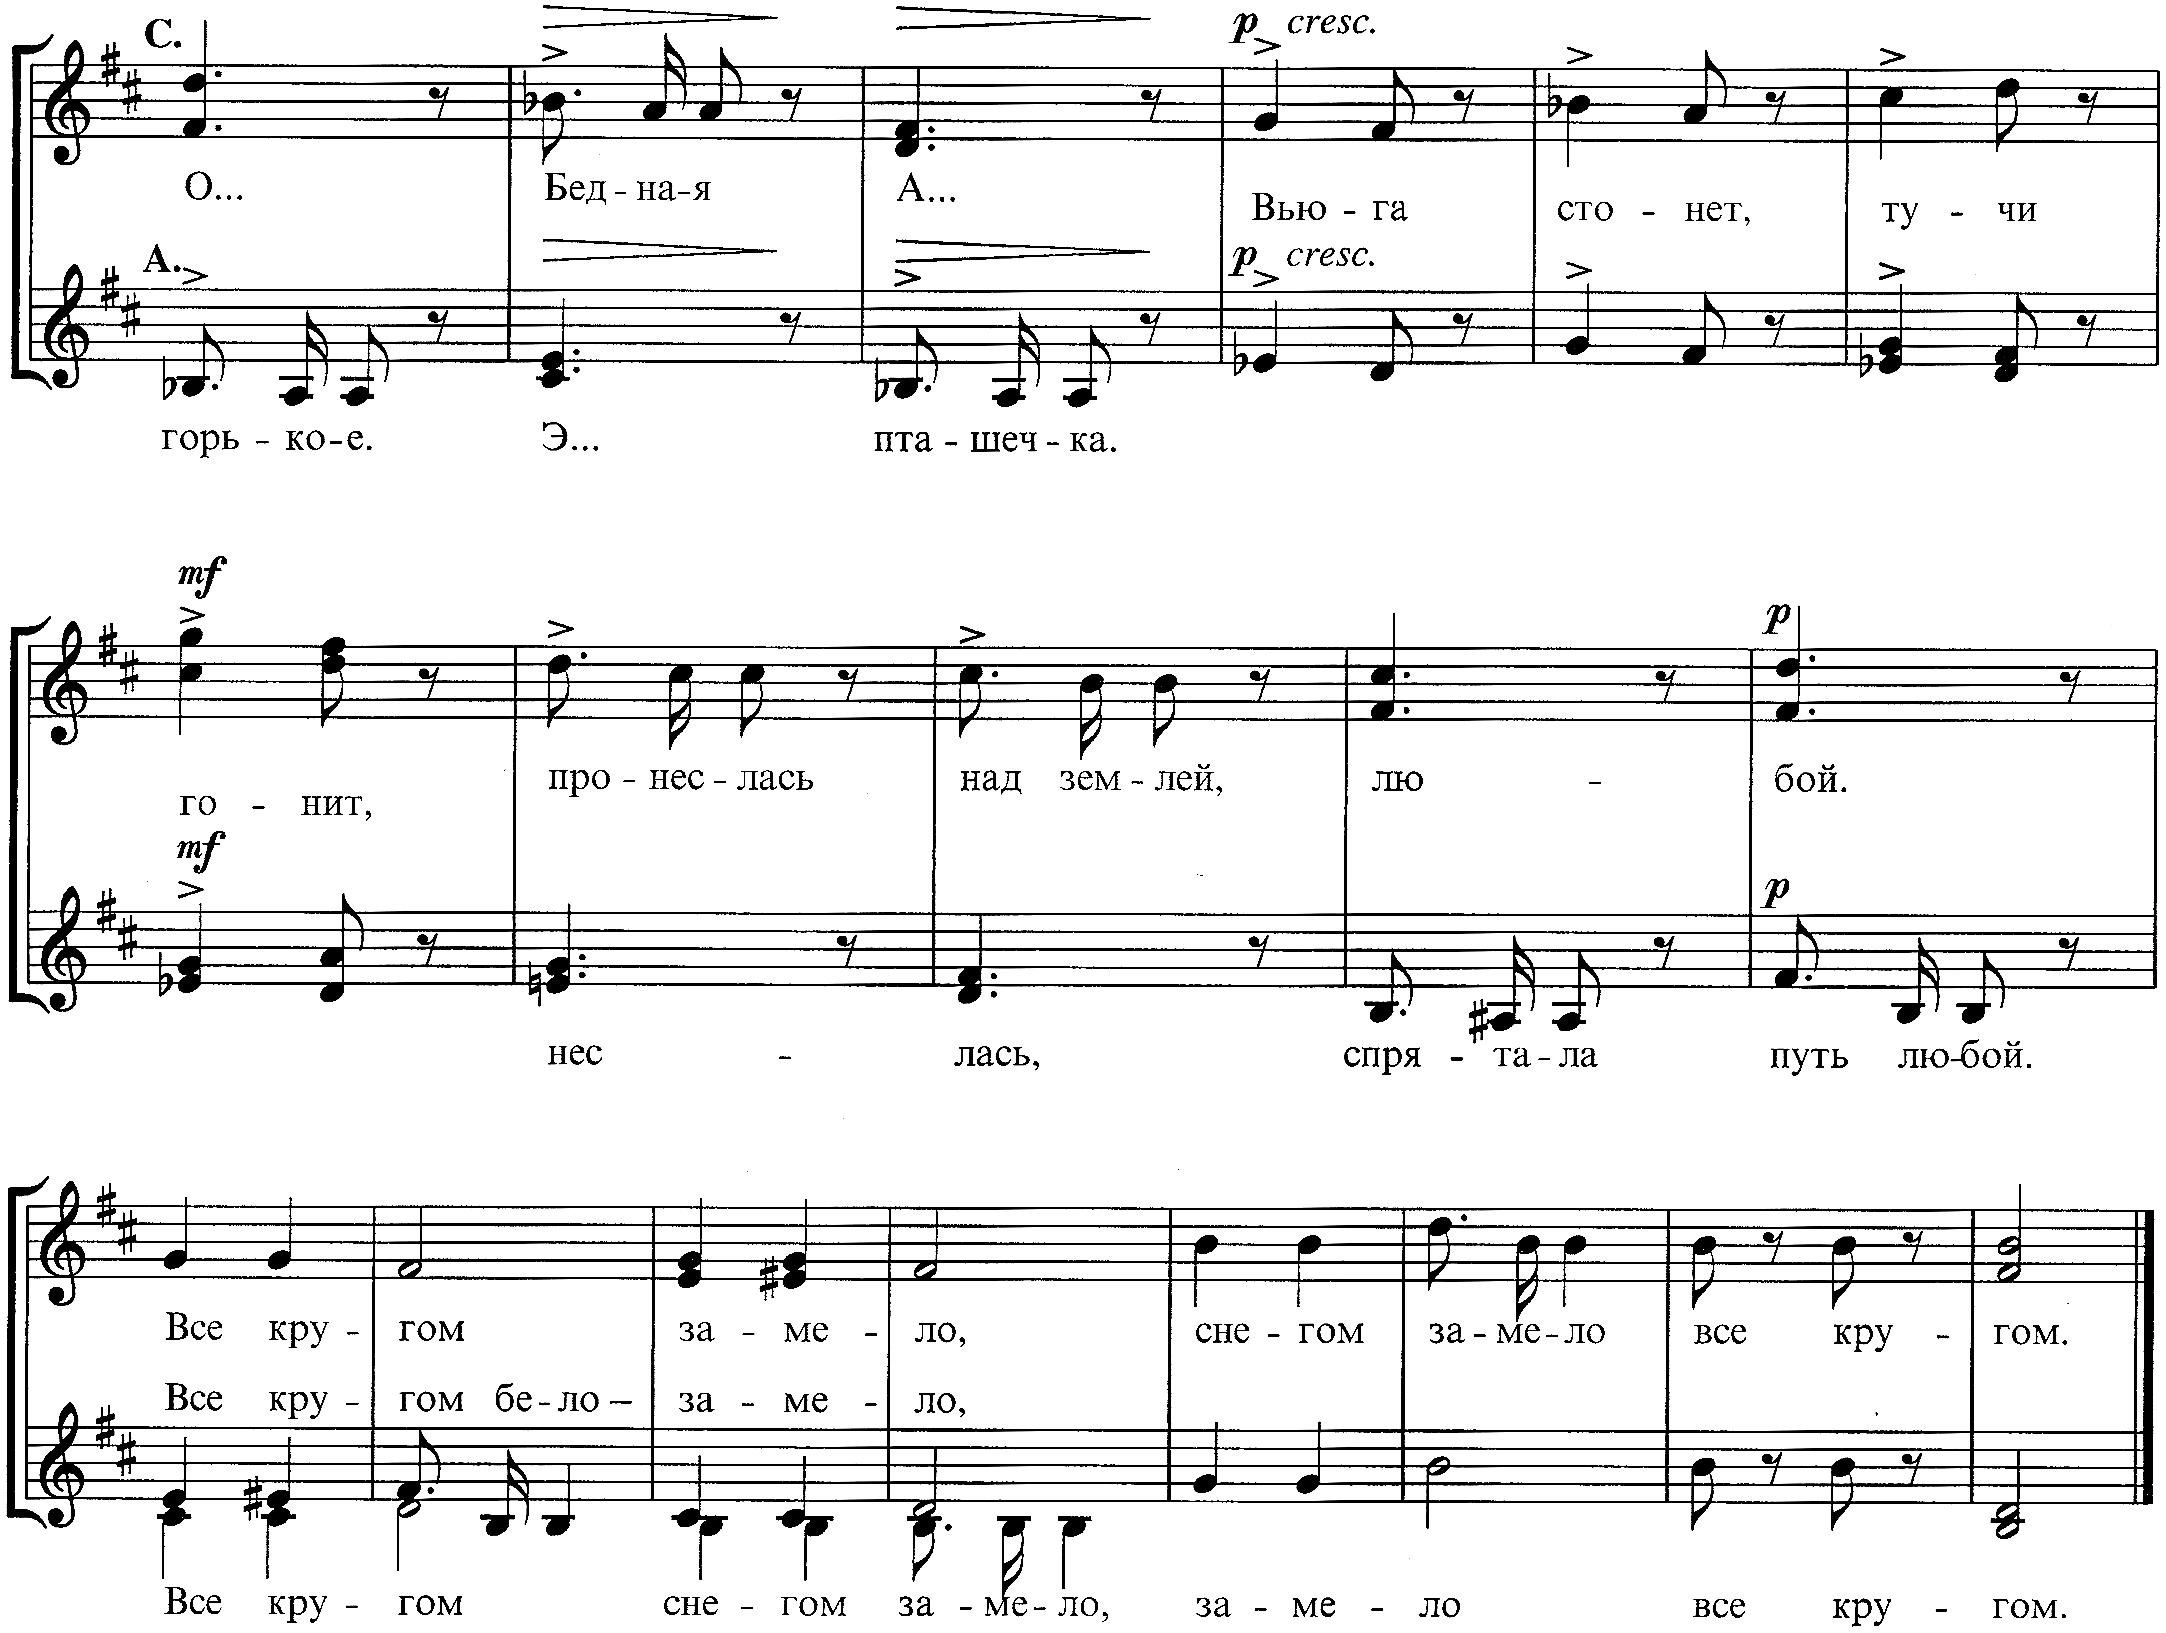 С.
p cresc.
О... Бед-на-я А... Вью - га сто - нет, ту - чи
А.
p cresc.
горь - ко-е. Э... пта-шеч-ка.
mf
p
го - нит, про-нес-лась над зем-лей, лю - бой.
mf
p
нес - лась, спря - та-ла путь лю-бой.
Все кру - гом за - ме - ло, сне - гом за-ме-ло все кру - гом.
Все кру - гом бе-ло– за - ме - ло,
Все кру - гом сне - гом за-ме-ло, за - ме - ло все кру - гом.